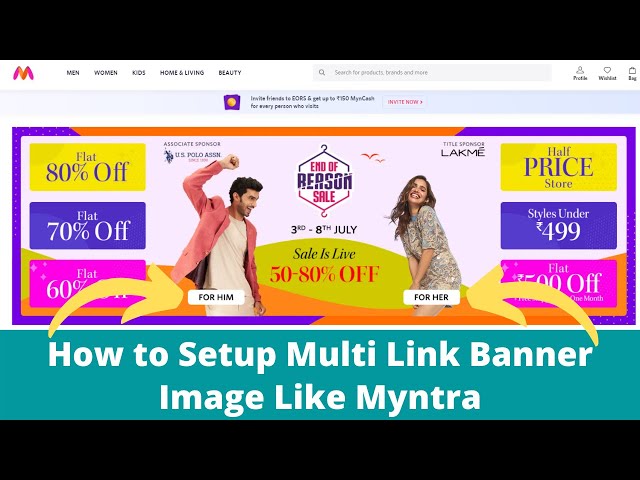 MEN WOMEN KIDS HOME & LIVING BEAUTY
Search for products, brands and more
Profile Wishlist Bag
Invite friends to EORS & get up to ₹150 MynCash
for every person who visits
INVITE NOW >
ASSOCIATE SPONSOR
U.S. POLO ASSN.
SINCE 1890
TITLE SPONSOR
LAKMÉ
END OF
REASON
SALE
3RD - 8TH JULY
Sale Is Live
50-80% OFF
Flat
80% Off
Flat
70% Off
Flat
60%
Half
PRICE
Store
Styles Under
₹499
Flat
₹500 Off
One Month
FOR HIM
FOR HER
How to Setup Multi Link Banner
Image Like Myntra